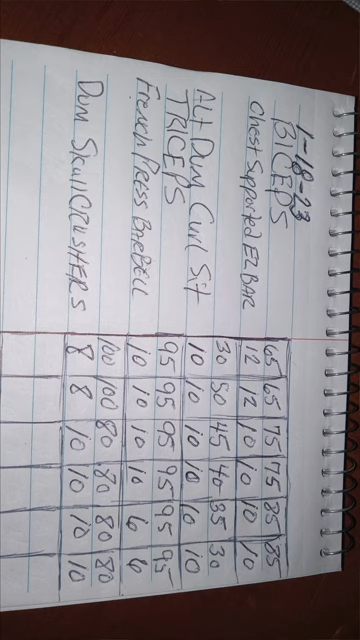 1-18-23
BICEPS 65 65 75 75 85 85
Chest Supported EZ BAR 12 12 10 10 10 10
30 50 45 40 35 30
Alt Dum Curl Sit 10 10 10 10 10 10
TRICEPS 95 95 95 95 95 95
French Press BARBELL 10 10 10 10 6 6
100 100 80 80 80 80
Dum SkullCRUSHERS 8 8 10 10 10 10